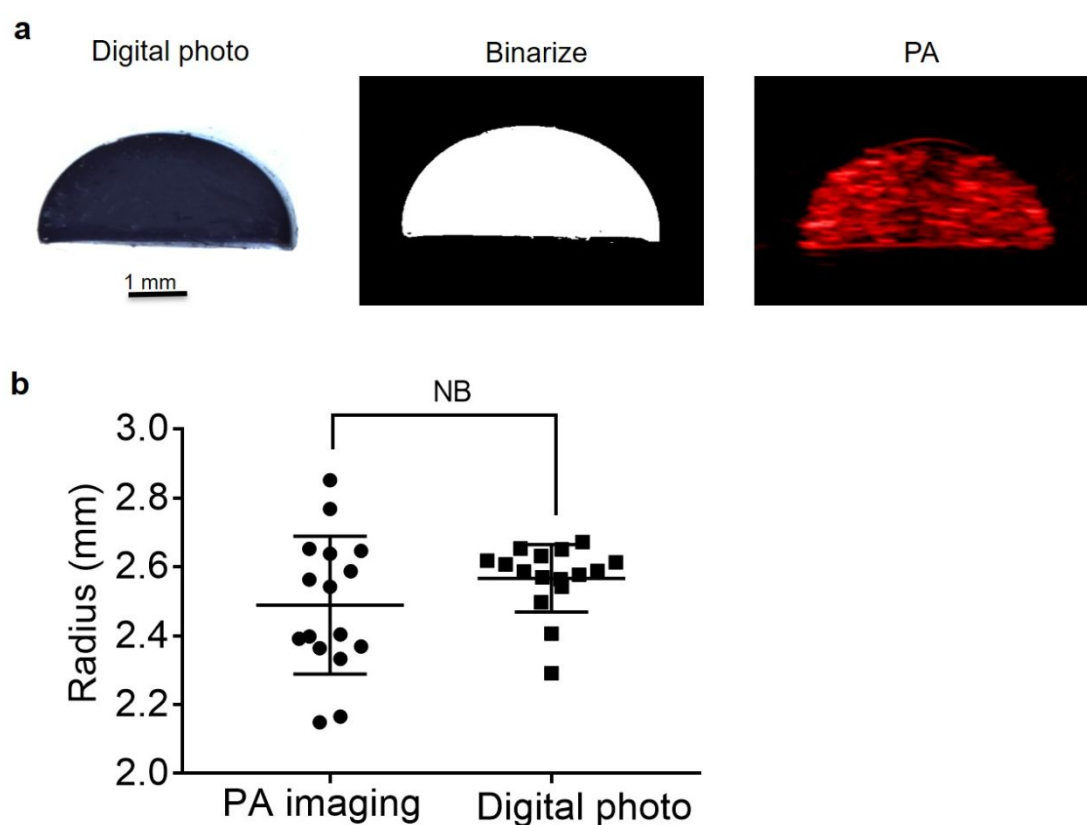 a
Digital photo
Binarize
PA
1 mm
b
NB
3.0
2.8
2.6
2.4
2.2
2.0
Radius (mm)
PA imaging
Digital photo